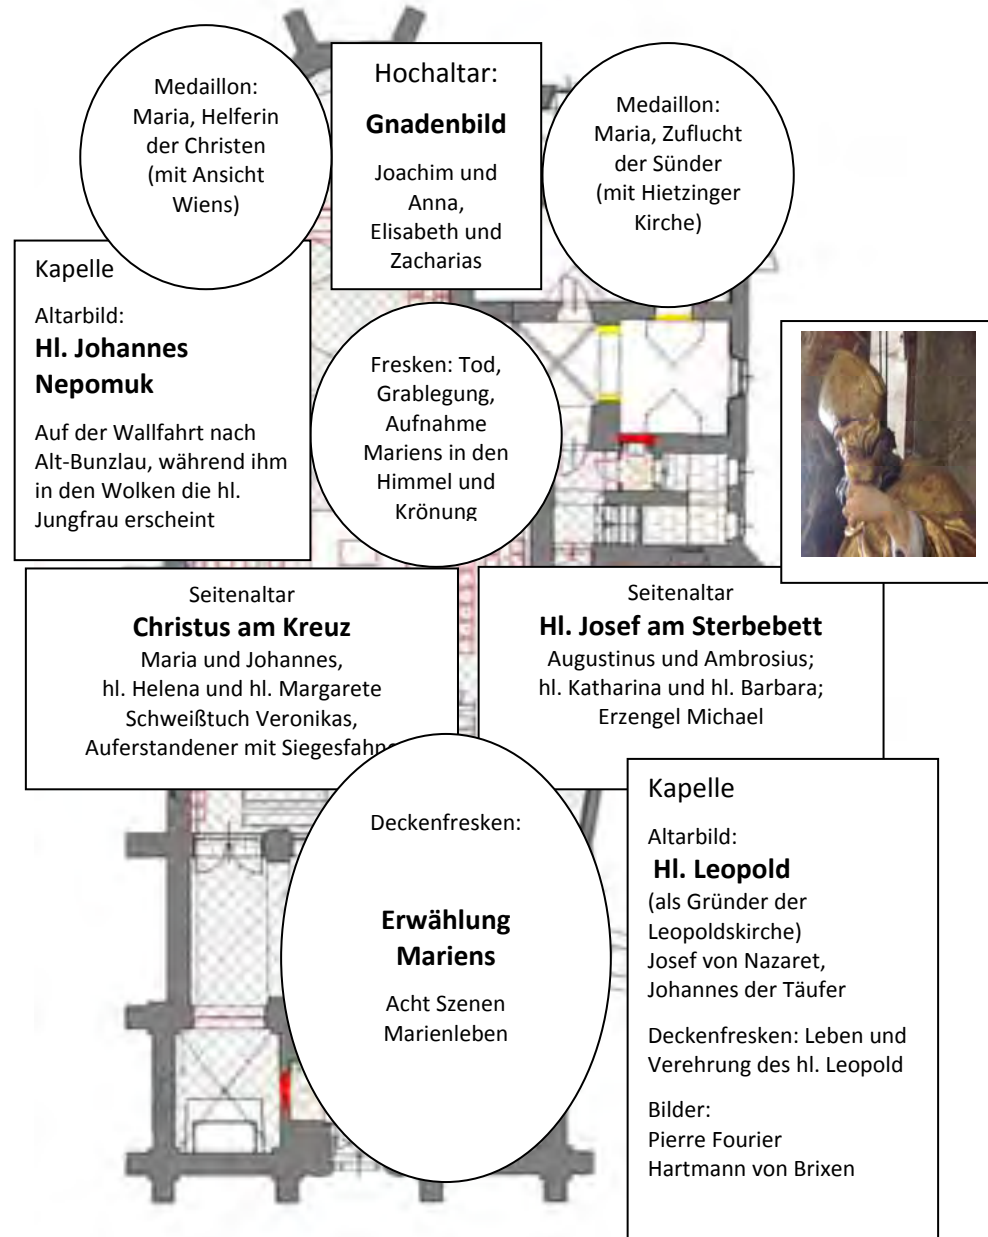 Medaillon:
Maria, Helferin
der Christen
(mit Ansicht
Wiens)
Hochaltar:
Gnadenbild
Joachim und
Anna,
Elisabeth und
Zacharias
Medaillon:
Maria, Zuflucht
der Sünder
(mit Hietzinger
Kirche)
Kapelle
Altarbild:
Hl. Johannes
Nepomuk
Auf der Wallfahrt nach
Alt-Bunzlau, während ihm
in den Wolken die hl.
Jungfrau erscheint
Fresken: Tod,
Grablegung,
Aufnahme
Mariens in den
Himmel und
Krönung
Seitenaltar
Christus am Kreuz
Maria und Johannes,
hl. Helena und hl. Margarete
Schweißtuch Veronikas,
Auferstandener mit Siegesfahne
Seitenaltar
Hl. Josef am Sterbebett
Augustinus und Ambrosius;
hl. Katharina und hl. Barbara;
Erzengel Michael
Deckenfresken:
Erwählung
Mariens
Acht Szenen
Marienleben
Kapelle
Altarbild:
Hl. Leopold
(als Gründer der
Leopoldskirche)
Josef von Nazaret,
Johannes der Täufer
Deckenfresken: Leben und
Verehrung des hl. Leopold
Bilder:
Pierre Fourier
Hartmann von Brixen